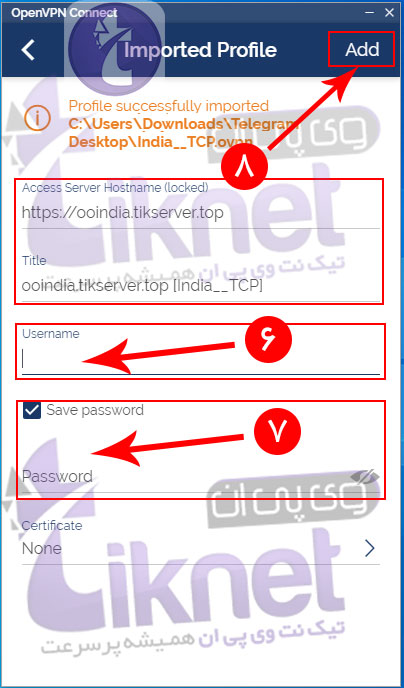 OpenVPN Connect
Imported Profile
Add
Profile successfully imported
C:\Users\Downloads\Telegram
Desktop\India__TCP.ovpn
۸
وی پی ان
Access Server Hostname (locked)
https://ooindia.tikserver.top
iknet
Title
تیک نت وی پی ان همیشه پرسرعت
ooindia.tikserver.top [India__TCP]
Username
۶
Save password
۷
Password
وی پی ان
Certificate
None
iknet
تیک نت وی پی ان همیشه پرسرعت